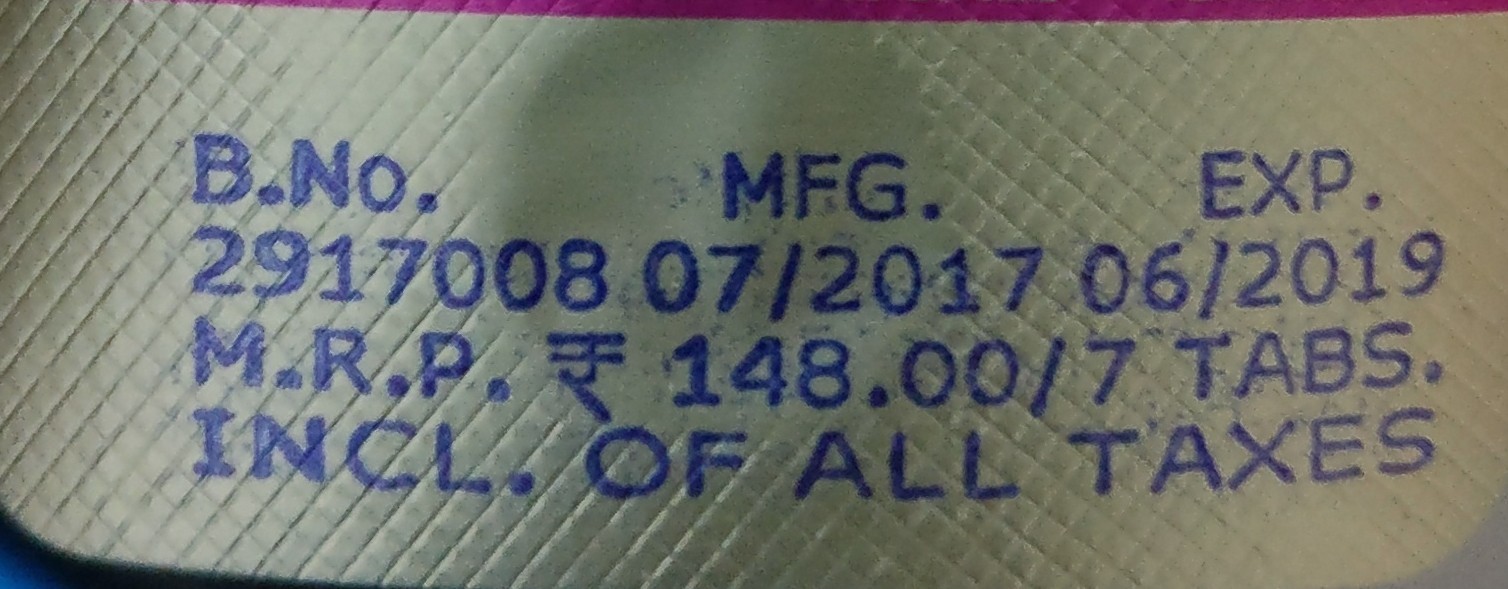 B.No. MFG. EXP.
2917008 07/2017 06/2019
M.R.P. ₹ 148.00/7 TABS.
INCL. OF ALL TAXES